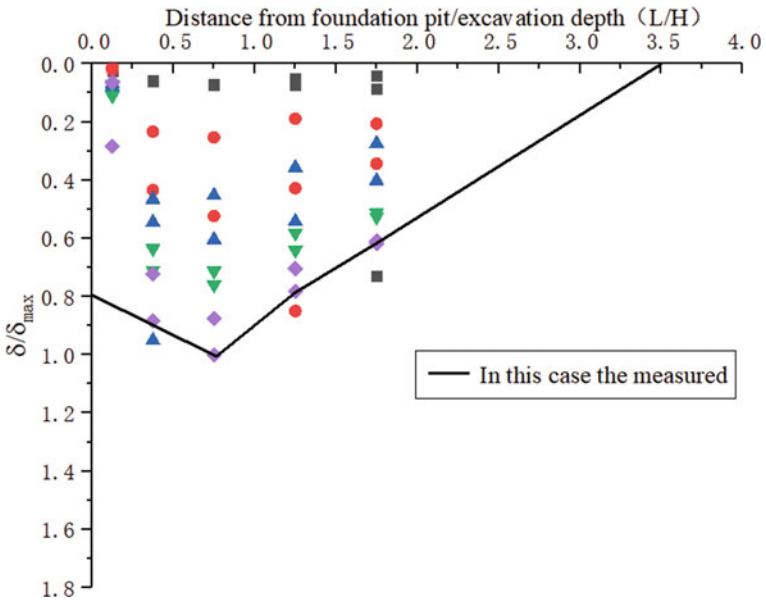 Distance from foundation pit/excavation depth（L/H）
0.0 0.5 1.0 1.5 2.0 2.5 3.0 3.5 4.0
0.0
0.2
0.4
0.6
0.8
1.0
1.2
1.4
1.6
1.8
δ/δmax
In this case the measured